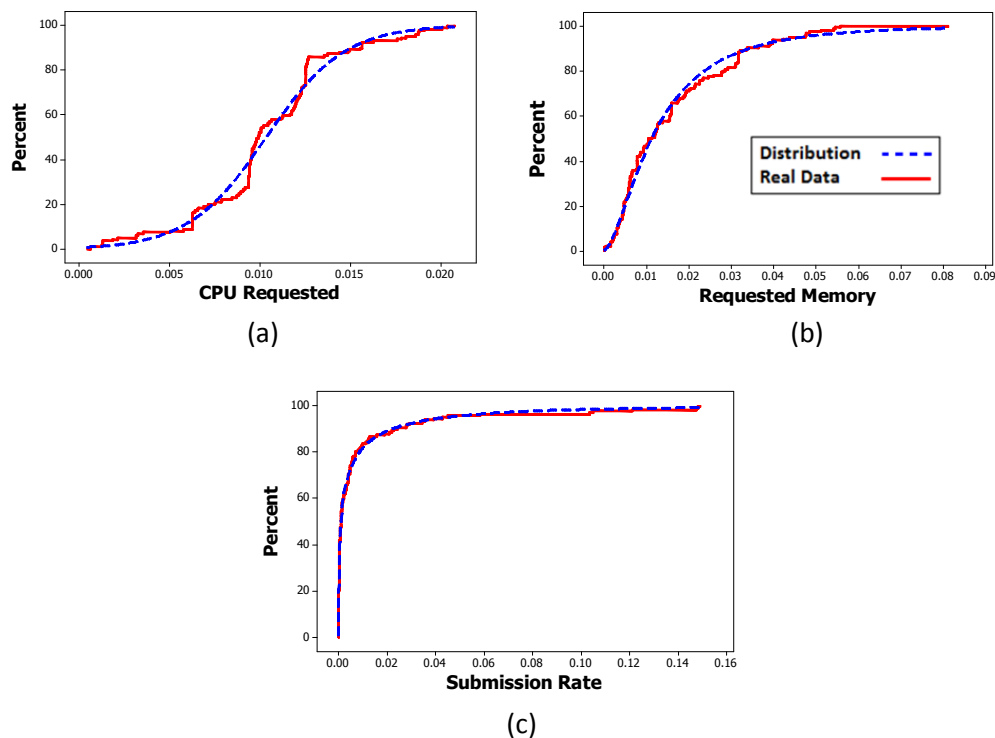 Percent
100
80
60
40
20
0
0.000 0.005 0.010 0.015 0.020
CPU Requested
(a)
Percent
100
80
60
40
20
0
Distribution
Real Data
0.00 0.01 0.02 0.03 0.04 0.05 0.06 0.07 0.08 0.09
Requested Memory
(b)
Percent
100
80
60
40
20
0
0.00 0.02 0.04 0.06 0.08 0.10 0.12 0.14 0.16
Submission Rate
(c)